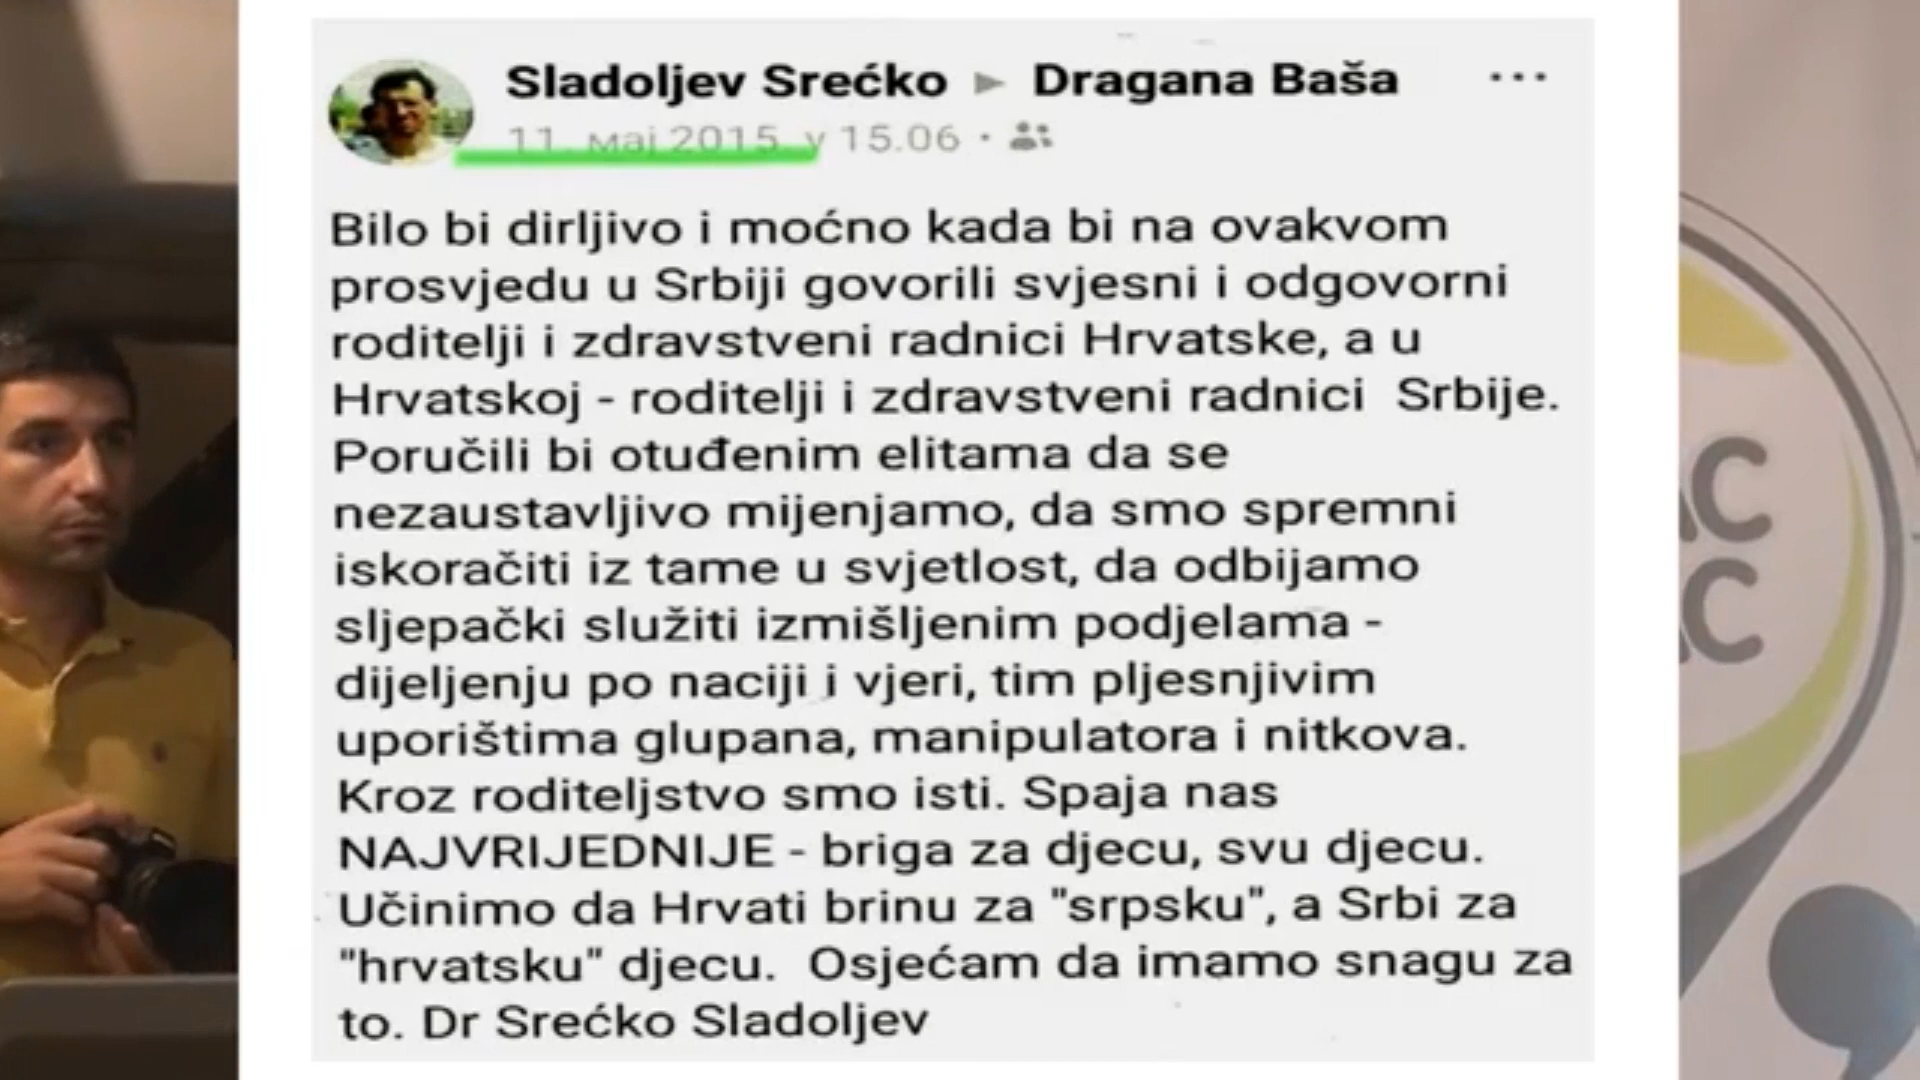 Sladoljev Srećko ▶ Dragana Baša ...
11. мај 2015. у 15.06 ·
Bilo bi dirljivo i moćno kada bi na ovakvom
prosvjedu u Srbiji govorili svjesni i odgovorni
roditelji i zdravstveni radnici Hrvatske, a u
Hrvatskoj - roditelji i zdravstveni radnici Srbije.
Poručili bi otuđenim elitama da se
nezaustavljivo mijenjamo, da smo spremni
iskoračiti iz tame u svjetlost, da odbijamo
sljepački služiti izmišljenim podjelama -
dijeljenju po naciji i vjeri, tim pljesnjivim
uporištima glupana, manipulatora i nitkova.
Kroz roditeljstvo smo isti. Spaja nas
NAJVRIJEDNIJE - briga za djecu, svu djecu.
Učinimo da Hrvati brinu za "srpsku", a Srbi za
"hrvatsku" djecu. Osjećam da imamo snagu za
to. Dr Srećko Sladoljev